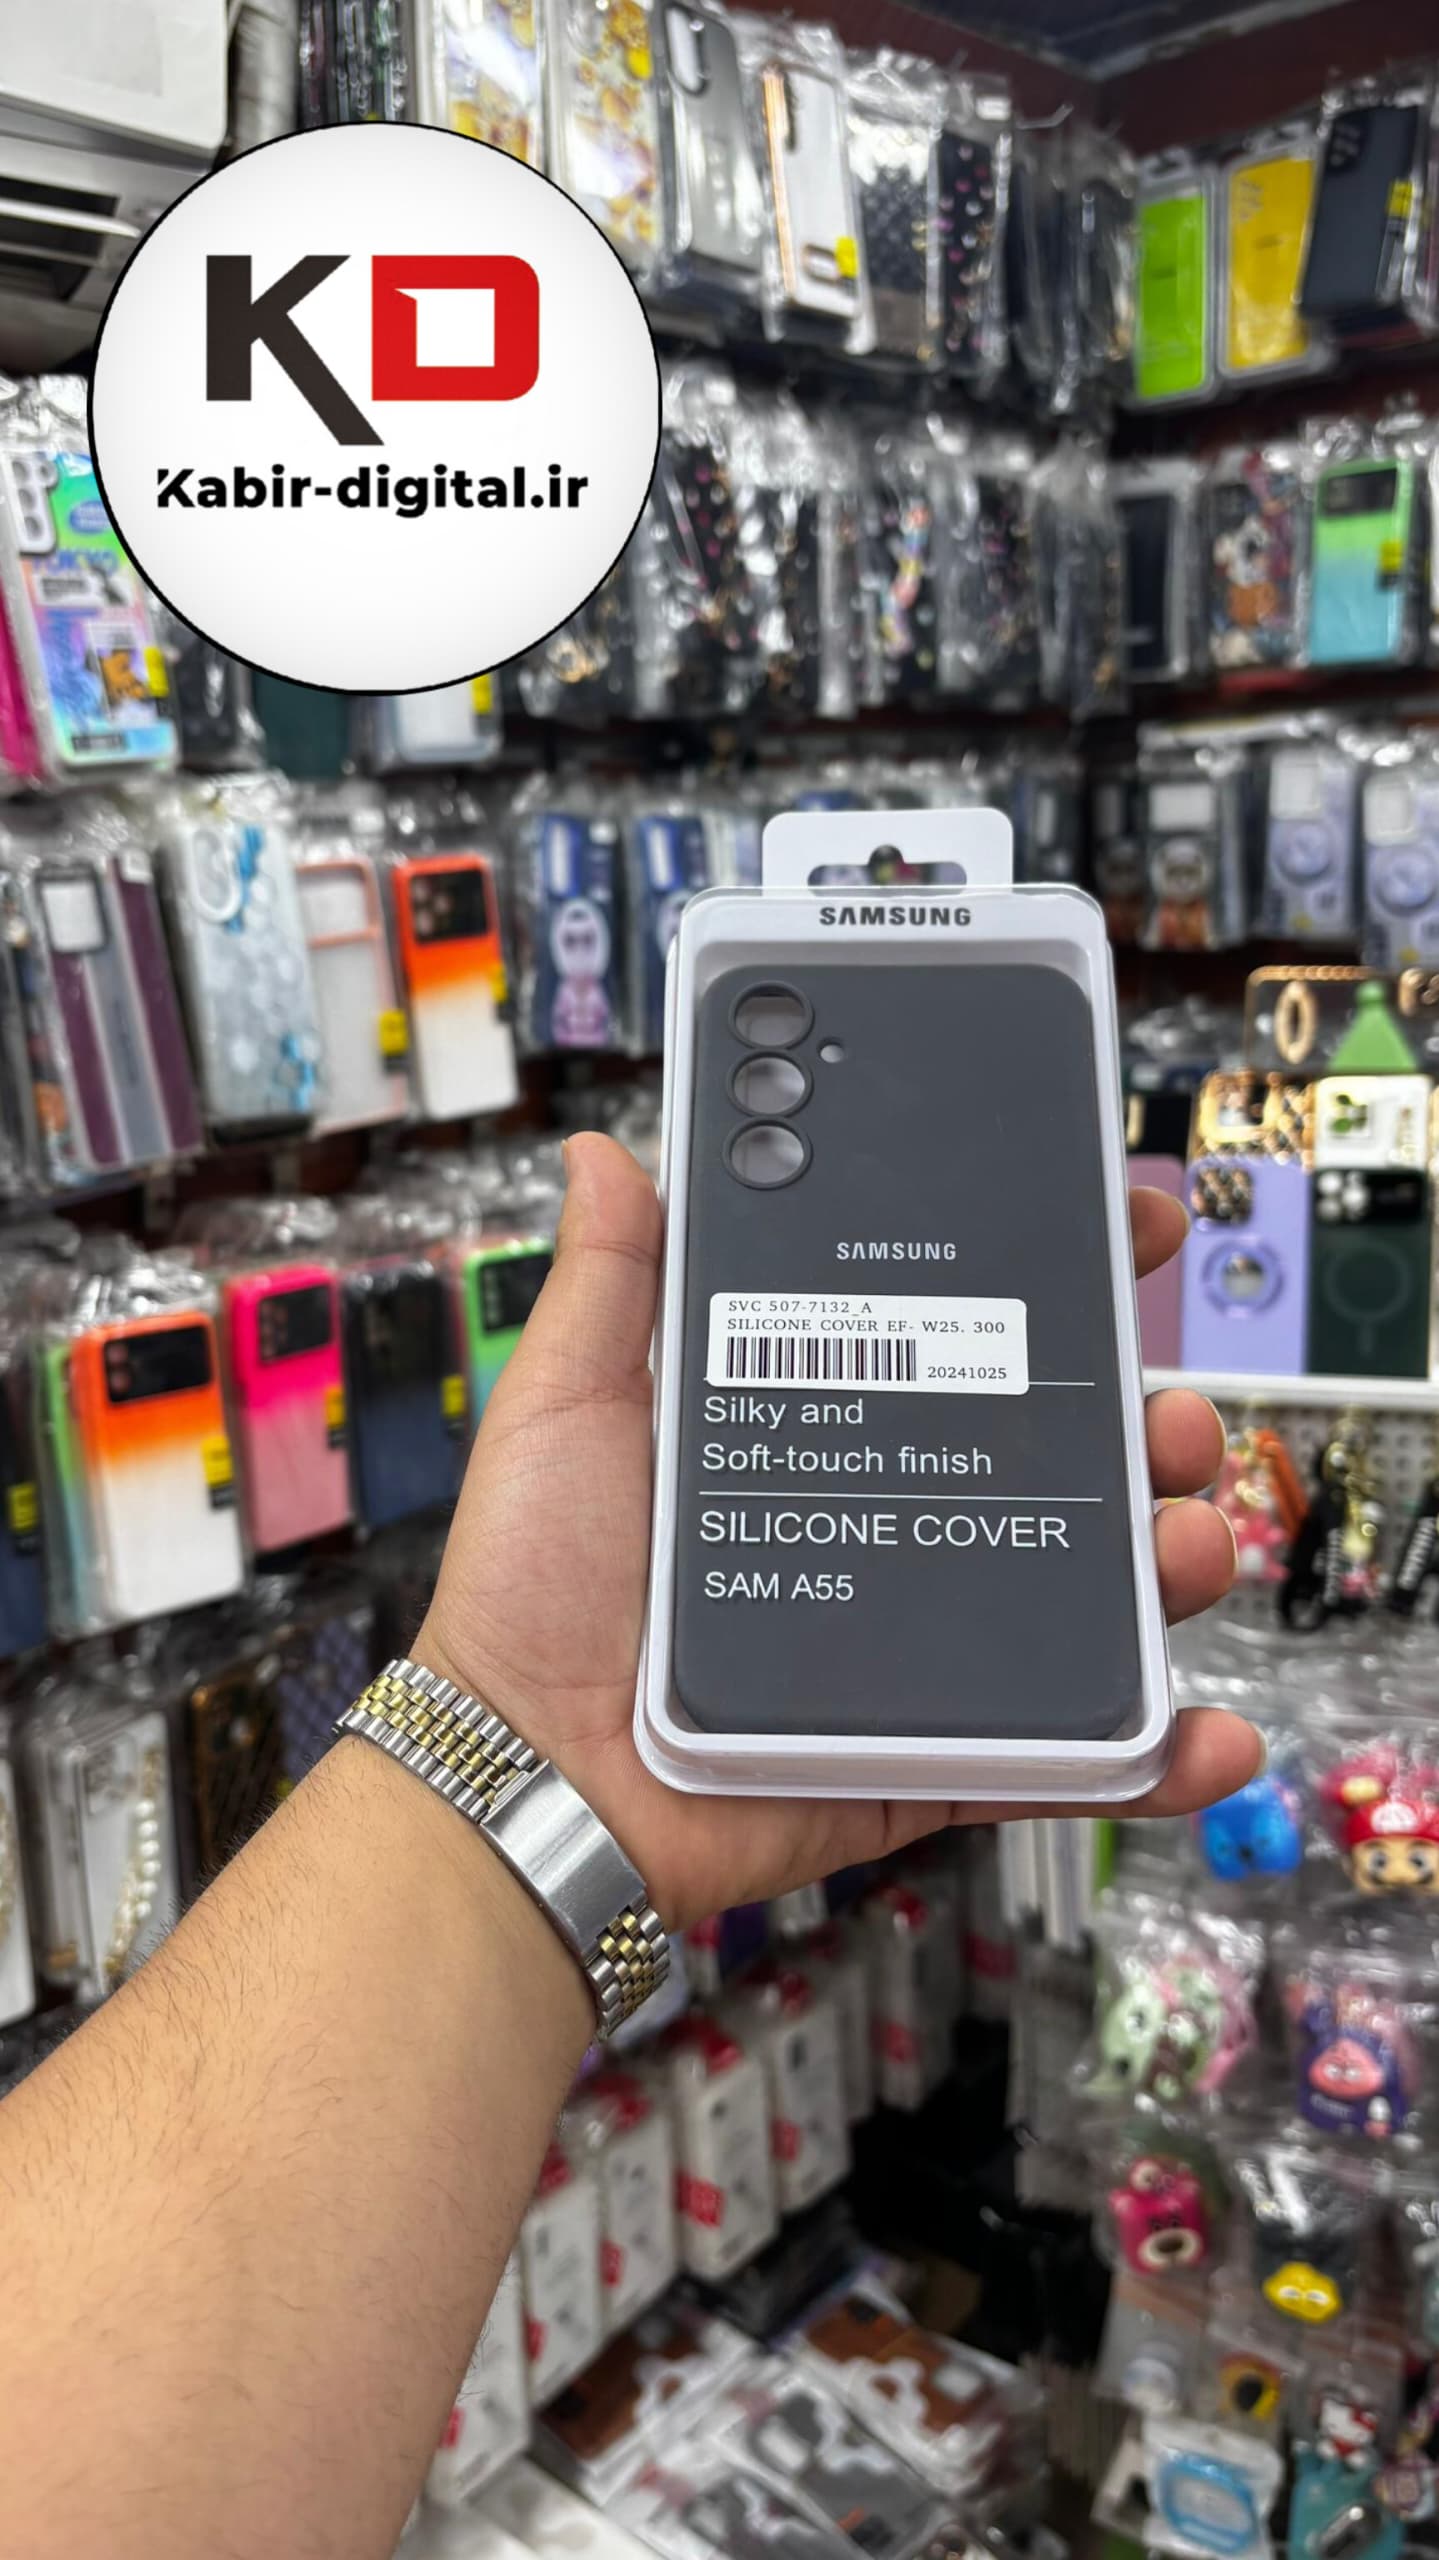 KD
Kabir-digital.ir
SAMSUNG
SAMSUNG
SVC 507-7132_A
SILICONE COVER EF- W25. 300
20241025
Silky and
Soft-touch finish
SILICONE COVER
SAM A55